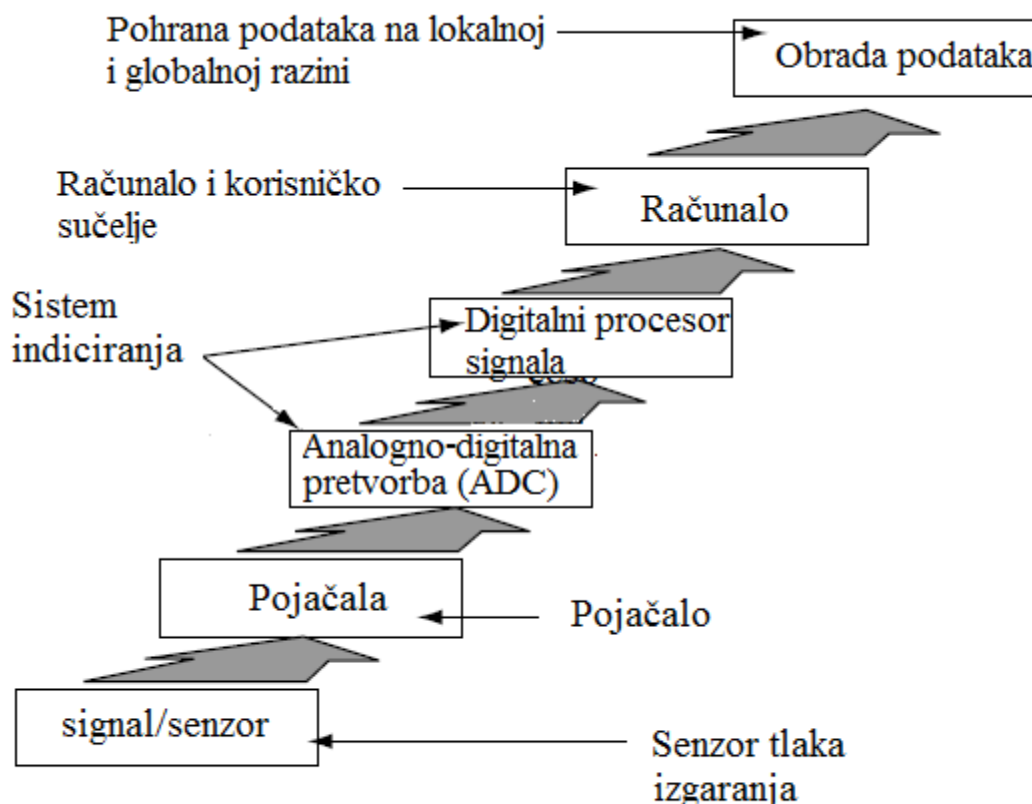 Pohrana podataka na lokalnoj
i globalnoj razini
Obrada podataka
Računalo i korisničko
sučelje
Računalo
Sistem
indiciranja
Digitalni procesor
signala
Analogno-digitalna
pretvorba (ADC)
Pojačala
Pojačalo
signal/senzor
Senzor tlaka
izgaranja